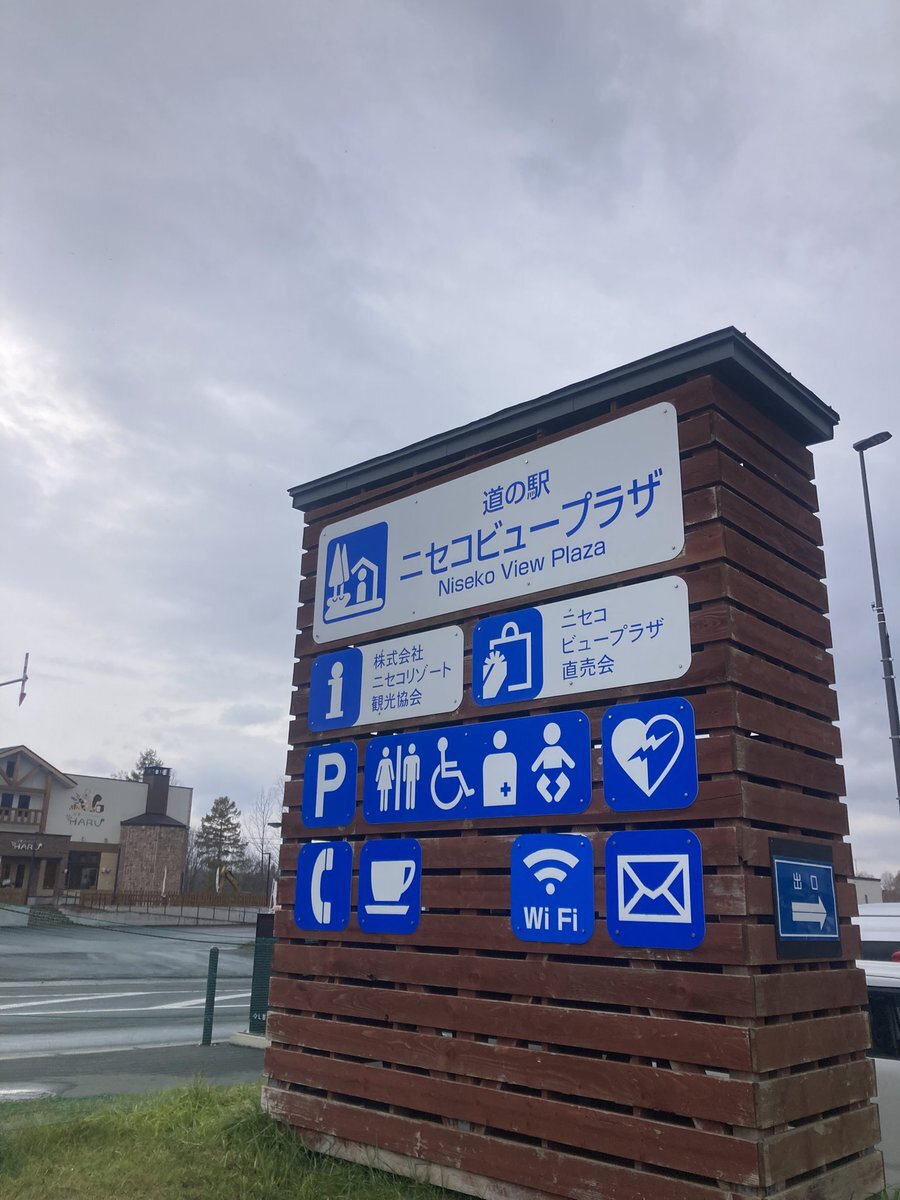 道の駅
ニセコビュープラザ
Niseko View Plaza
株式会社
ニセコリゾート
観光協会
ニセコ
ビュープラザ
直売会
P
Wi Fi
出口
HARU
HARU